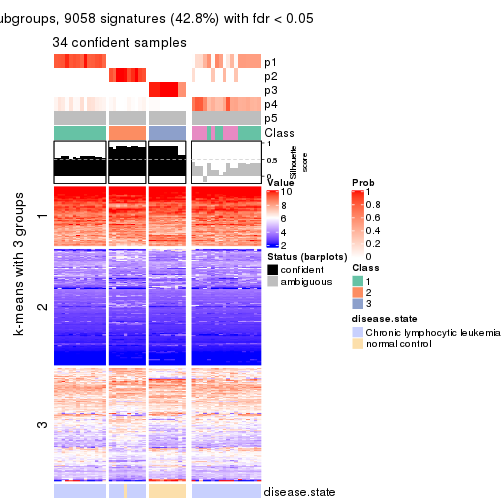 ubgroups, 9058 signatures (42.8%) with fdr < 0.05
34 confident samples
p1
p2
p3
p4
p5
Class
1
0.5
0
Silhouette
score
k-means with 3 groups
1
2
3
disease.state
Value
10
8
6
4
2
Status (barplots)
confident
ambiguous
Prob
1
0.8
0.6
0.4
0.2
0
Class
1
2
3
disease.state
Chronic lymphocytic leukemia
normal control